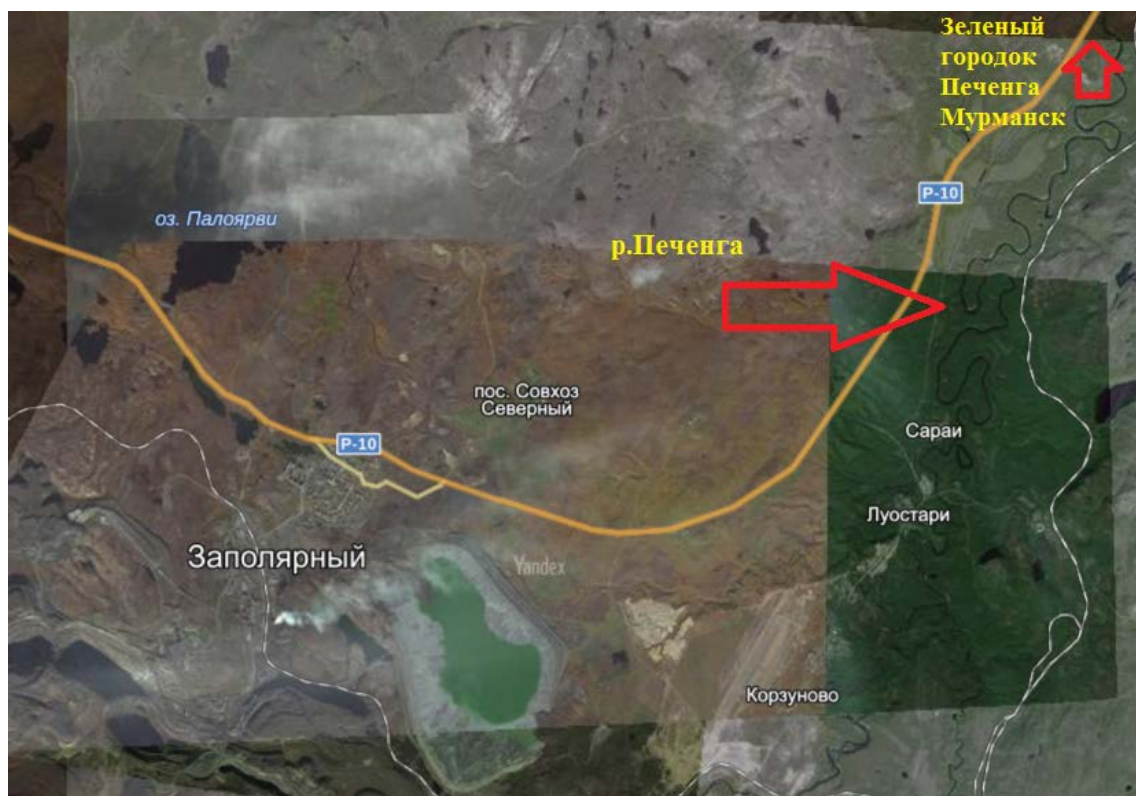 Зеленый
городок
Печенга
Мурманск
Р-10
оз. Палоярви
р.Печенга
пос. Совхоз
Северный
Р-10
Сараи
Луостари
Заполярный
Yandex
Корзуново